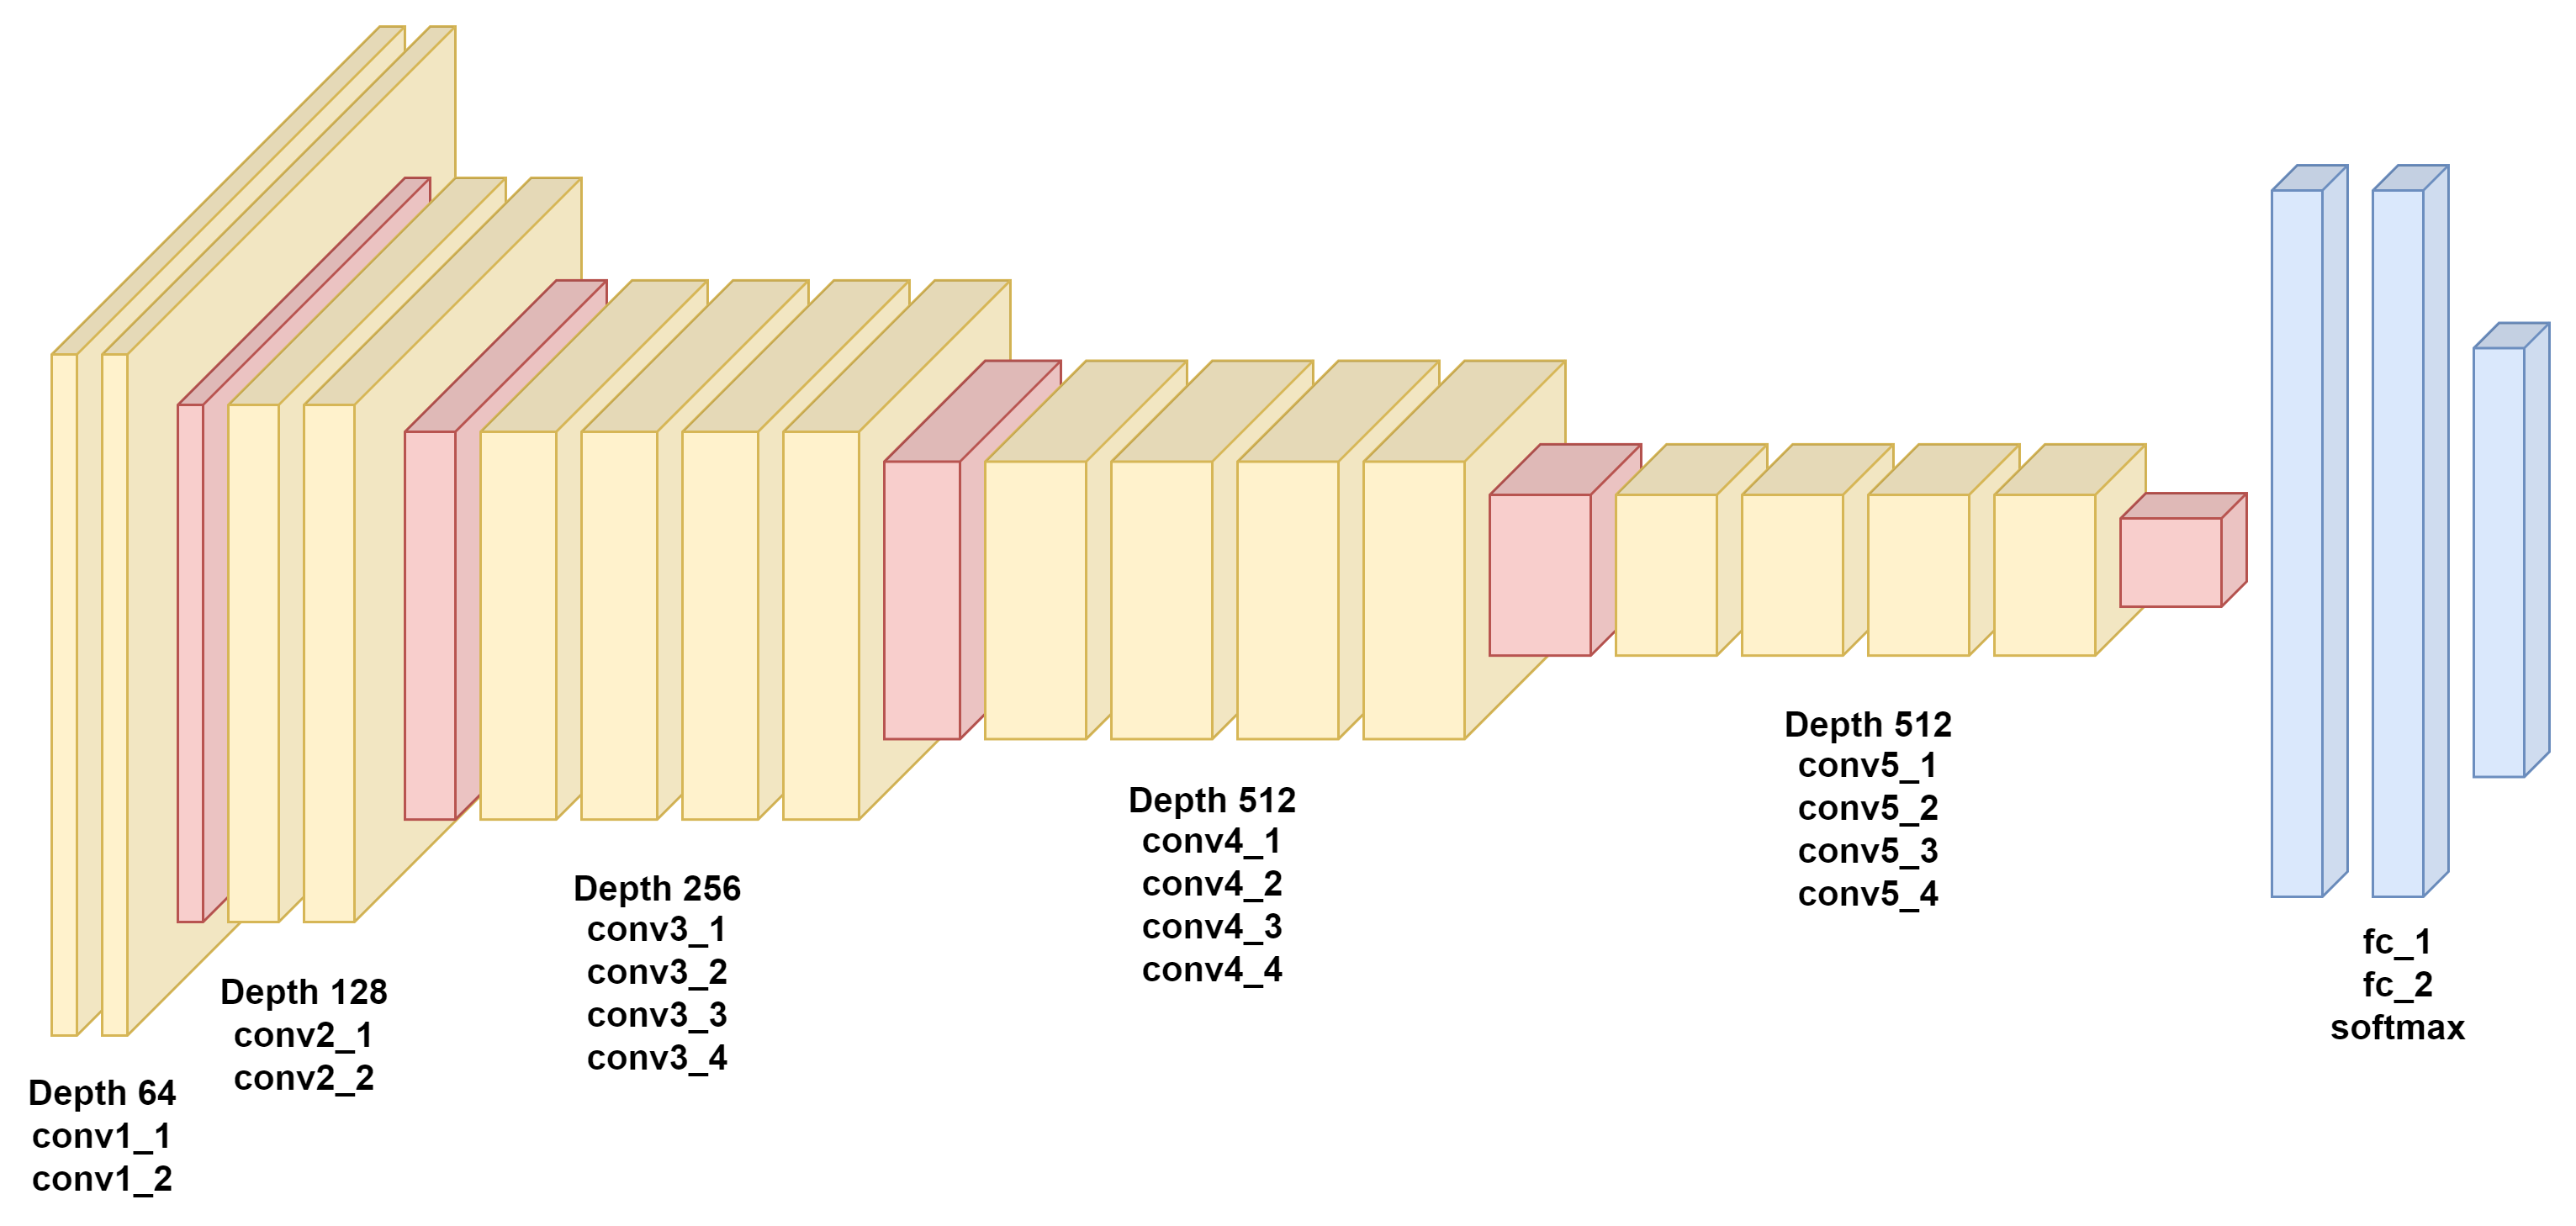 Depth 64
conv1_1
conv1_2
Depth 128
conv2_1
conv2_2
Depth 256
conv3_1
conv3_2
conv3_3
conv3_4
Depth 512
conv4_1
conv4_2
conv4_3
conv4_4
Depth 512
conv5_1
conv5_2
conv5_3
conv5_4
fc_1
fc_2
softmax